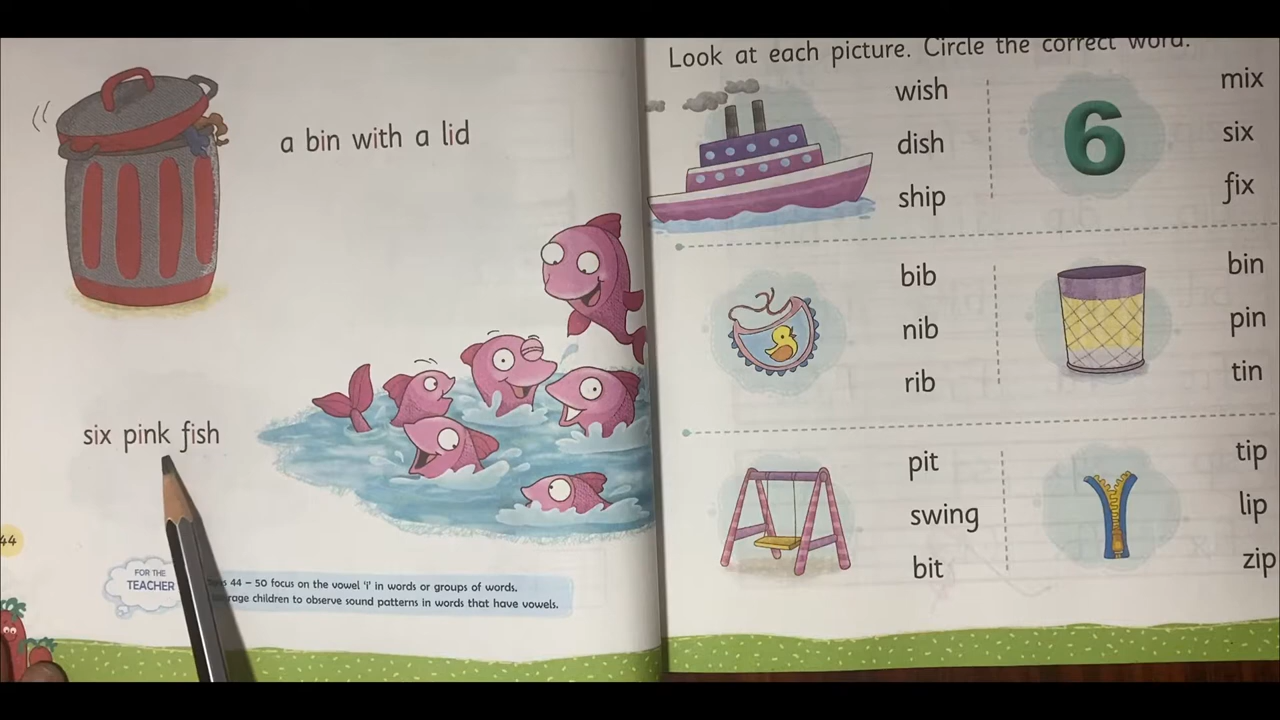 a bin with a lid
six pink fish
44
FOR THE
TEACHER
44 – 50 focus on the vowel 'i' in words or groups of words.
children to observe sound patterns in words that have vowels.
Look at each picture. Circle the correct word.
wish
dish
ship
6
mix
six
fix
bib
nib
rib
bin
pin
tin
pit
swing
bit
tip
lip
zip